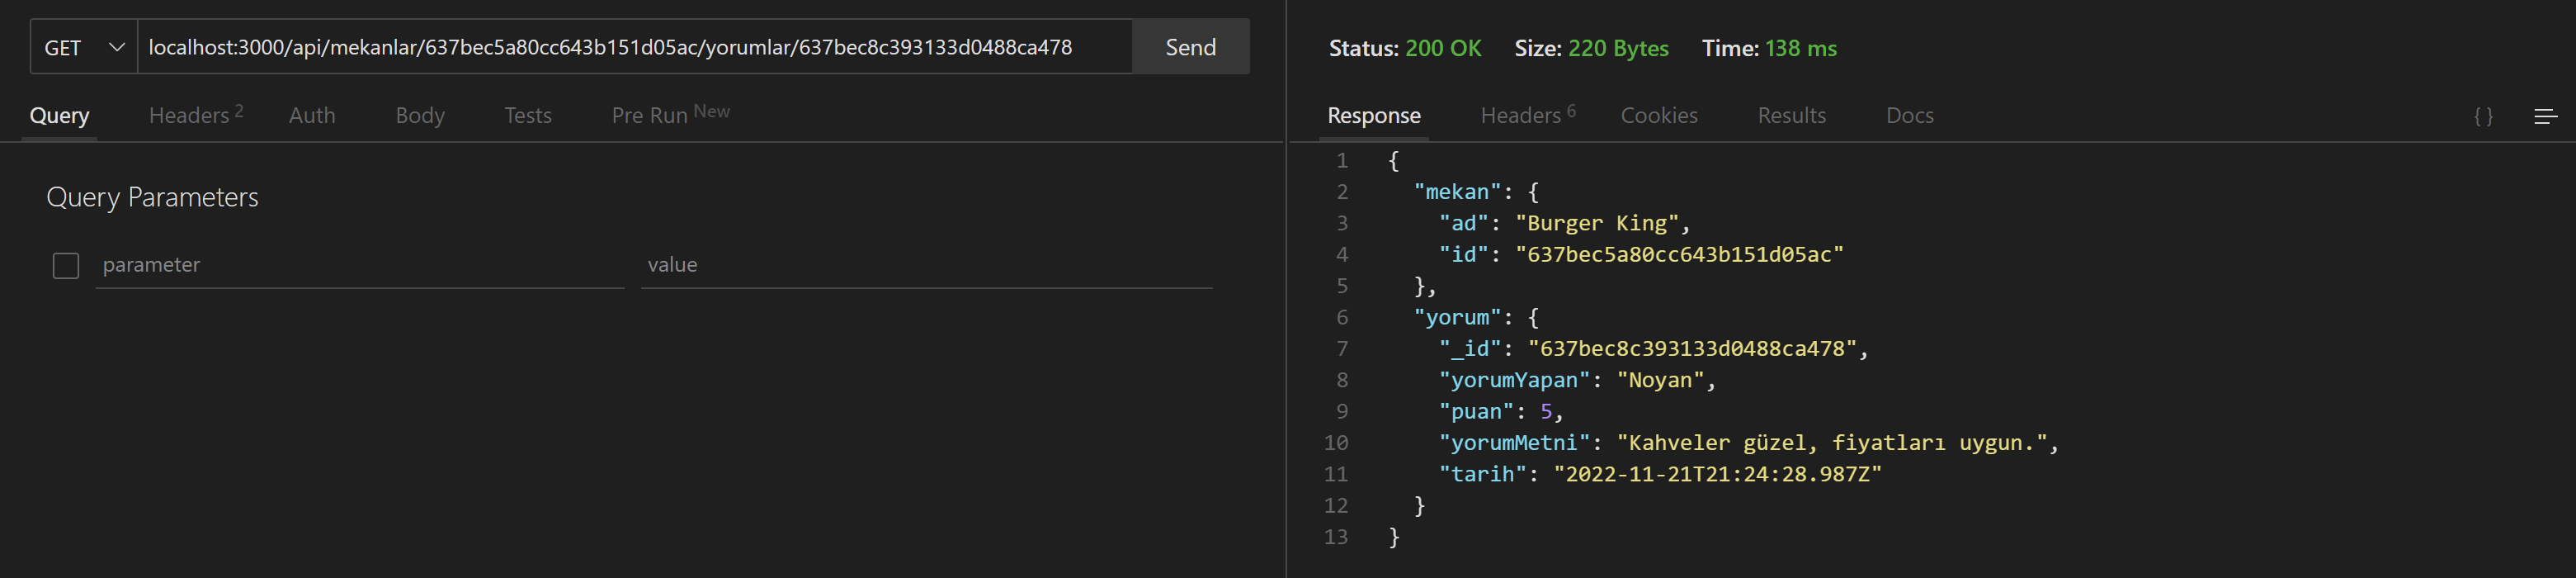 GET localhost:3000/api/mekanlar/637bec5a80cc643b151d05ac/yorumlar/637bec8c393133d0488ca478 Send
Query Headers 2 Auth Body Tests Pre Run New
Query Parameters
parameter value
Status: 200 OK Size: 220 Bytes Time: 138 ms
Response Headers 6 Cookies Results Docs { }
1 {
2 "mekan": {
3 "ad": "Burger King",
4 "id": "637bec5a80cc643b151d05ac"
5 },
6 "yorum": {
7 "_id": "637bec8c393133d0488ca478",
8 "yorumYapan": "Noyan",
9 "puan": 5,
10 "yorumMetni": "Kahveler güzel, fiyatları uygun.",
11 "tarih": "2022-11-21T21:24:28.987Z"
12 }
13 }